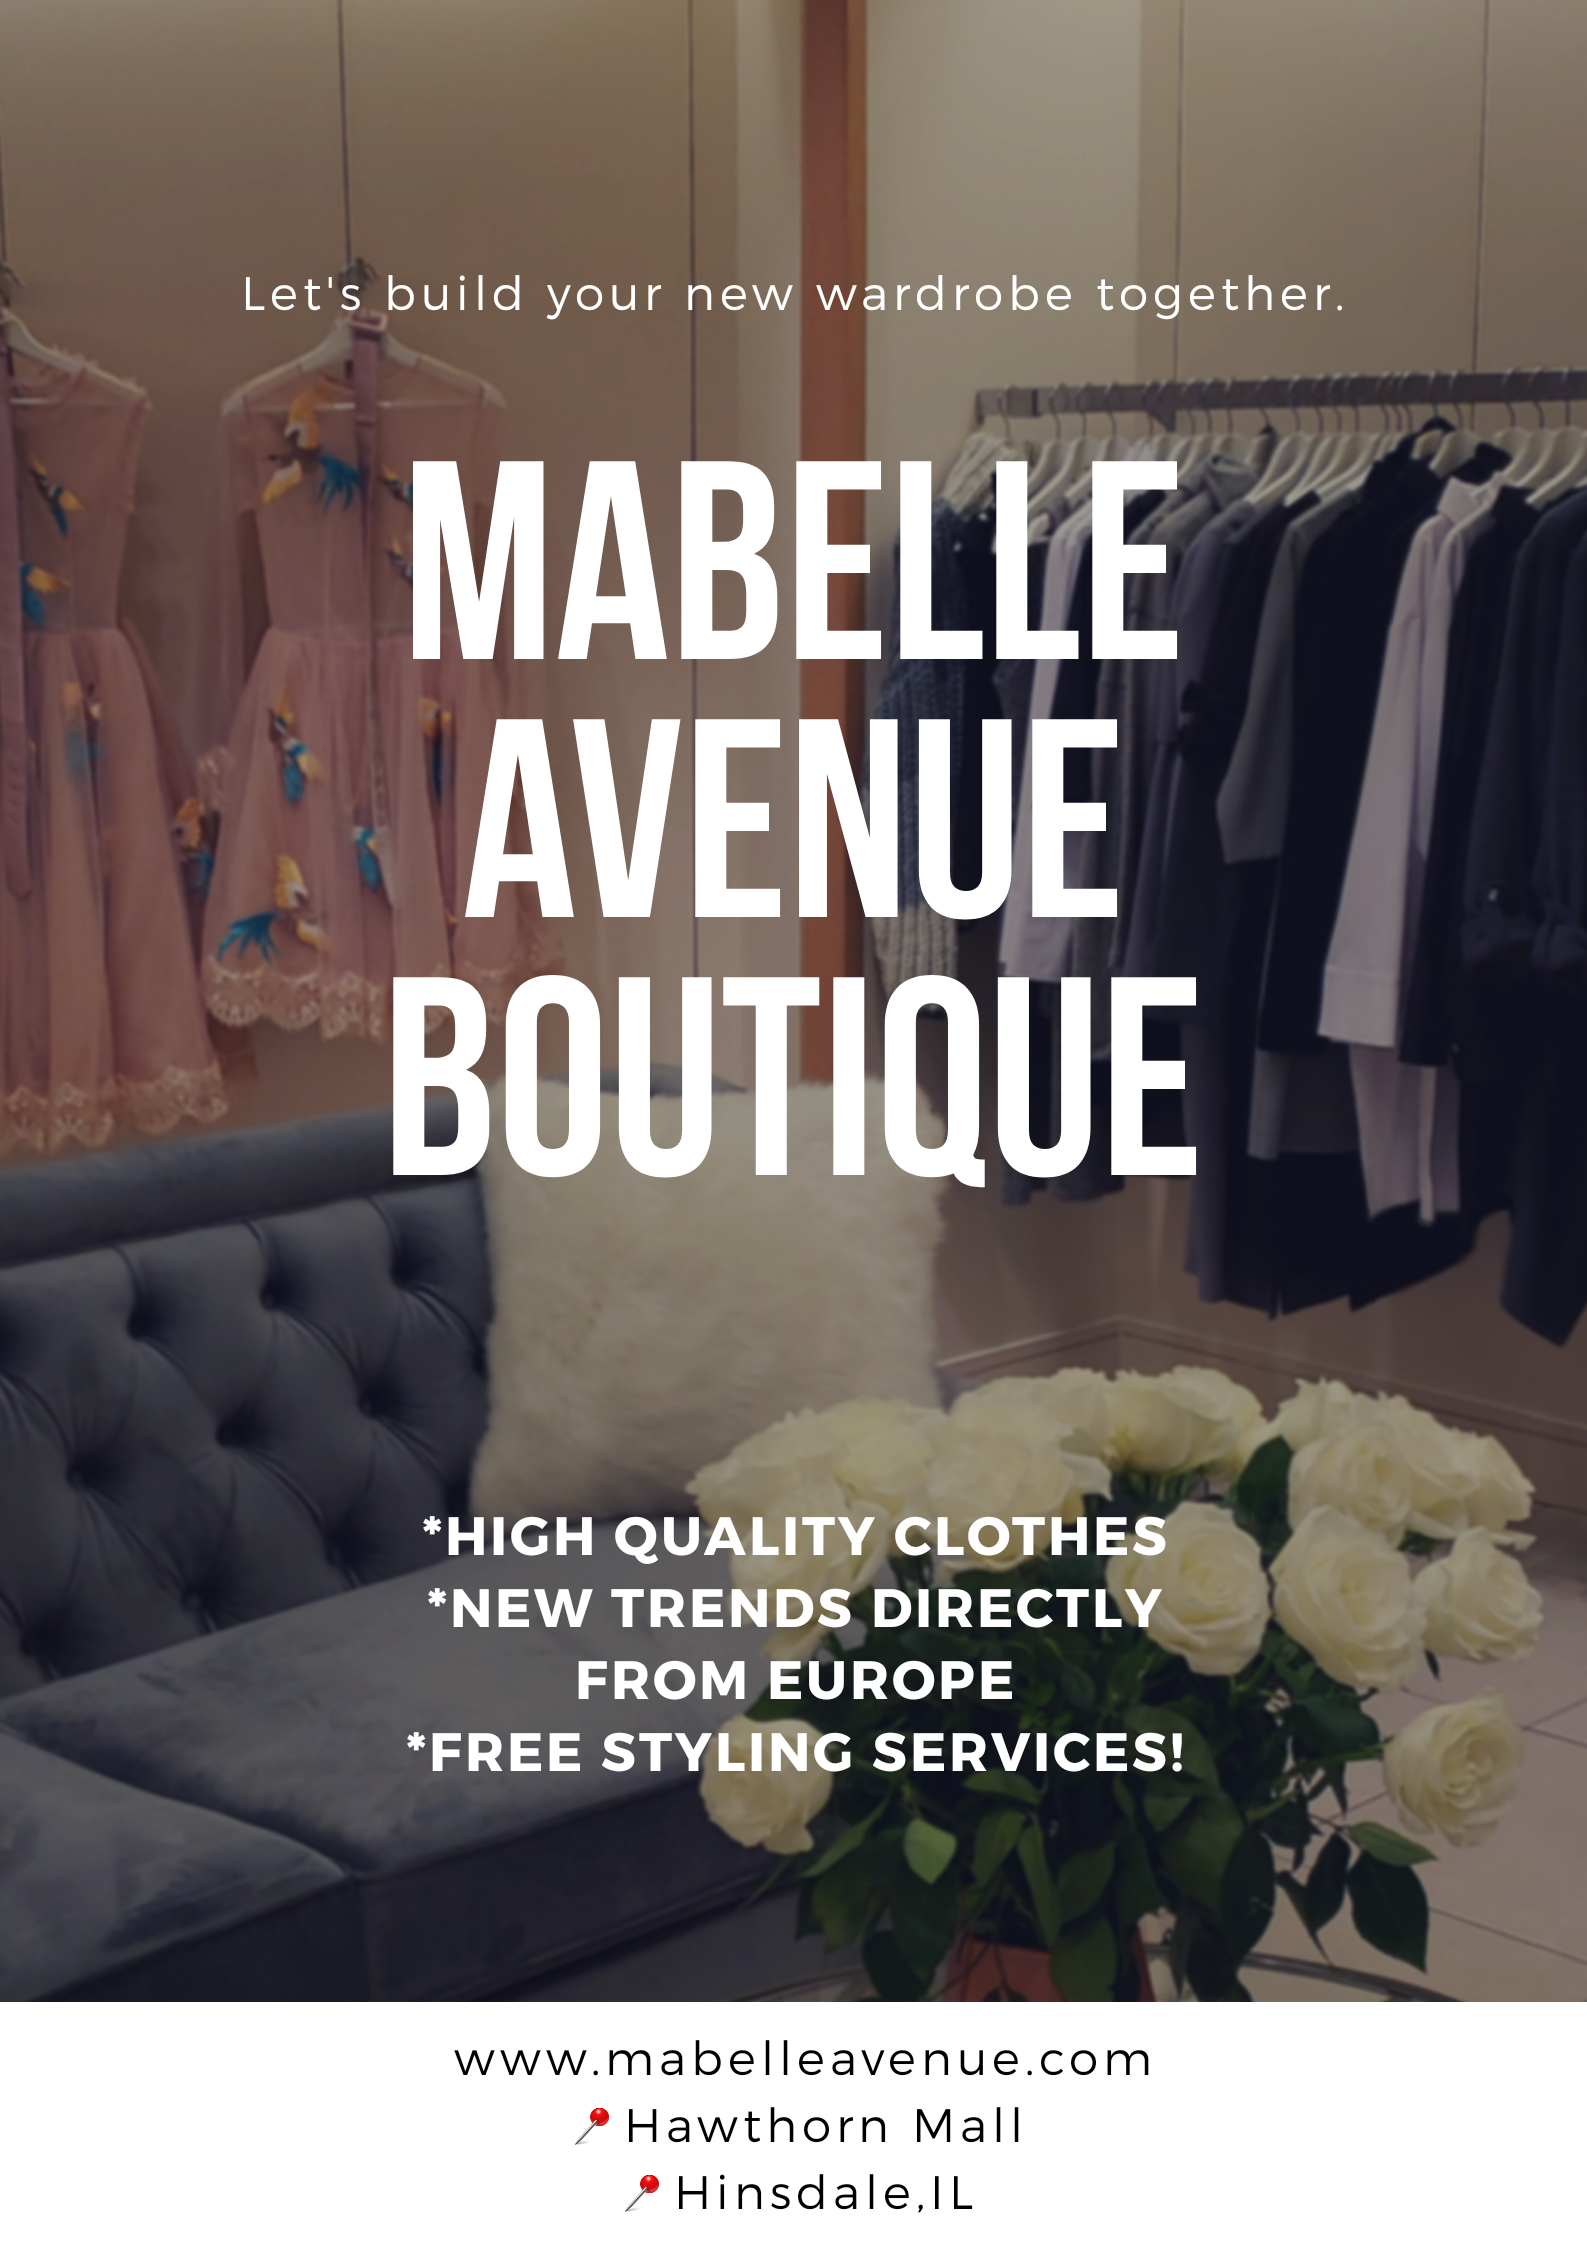 Let's build your new wardrobe together.
MABELLE
AVENUE
BOUTIQUE
*HIGH QUALITY CLOTHES
*NEW TRENDS DIRECTLY
FROM EUROPE
*FREE STYLING SERVICES!
www.mabelleavenue.com
📍Hawthorn Mall
📍Hinsdale,IL